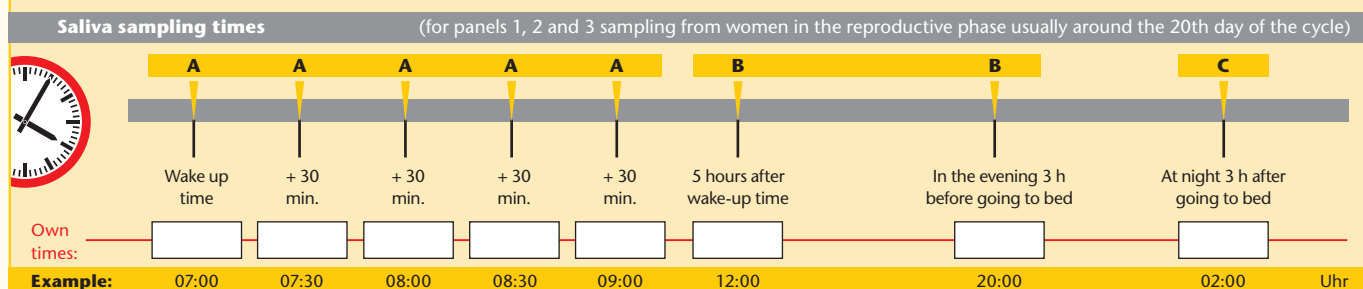 Saliva sampling times (for panels 1, 2 and 3 sampling from women in the reproductive phase usually around the 20th day of the cycle)
A A A A A B B C
Wake up + 30 + 30 + 30 + 30 5 hours after In the evening 3 h At night 3 h after
time min. min. min. min. wake-up time before going to bed going to bed
Own
times:
Example: 07:00 07:30 08:00 08:30 09:00 12:00 20:00 02:00 Uhr